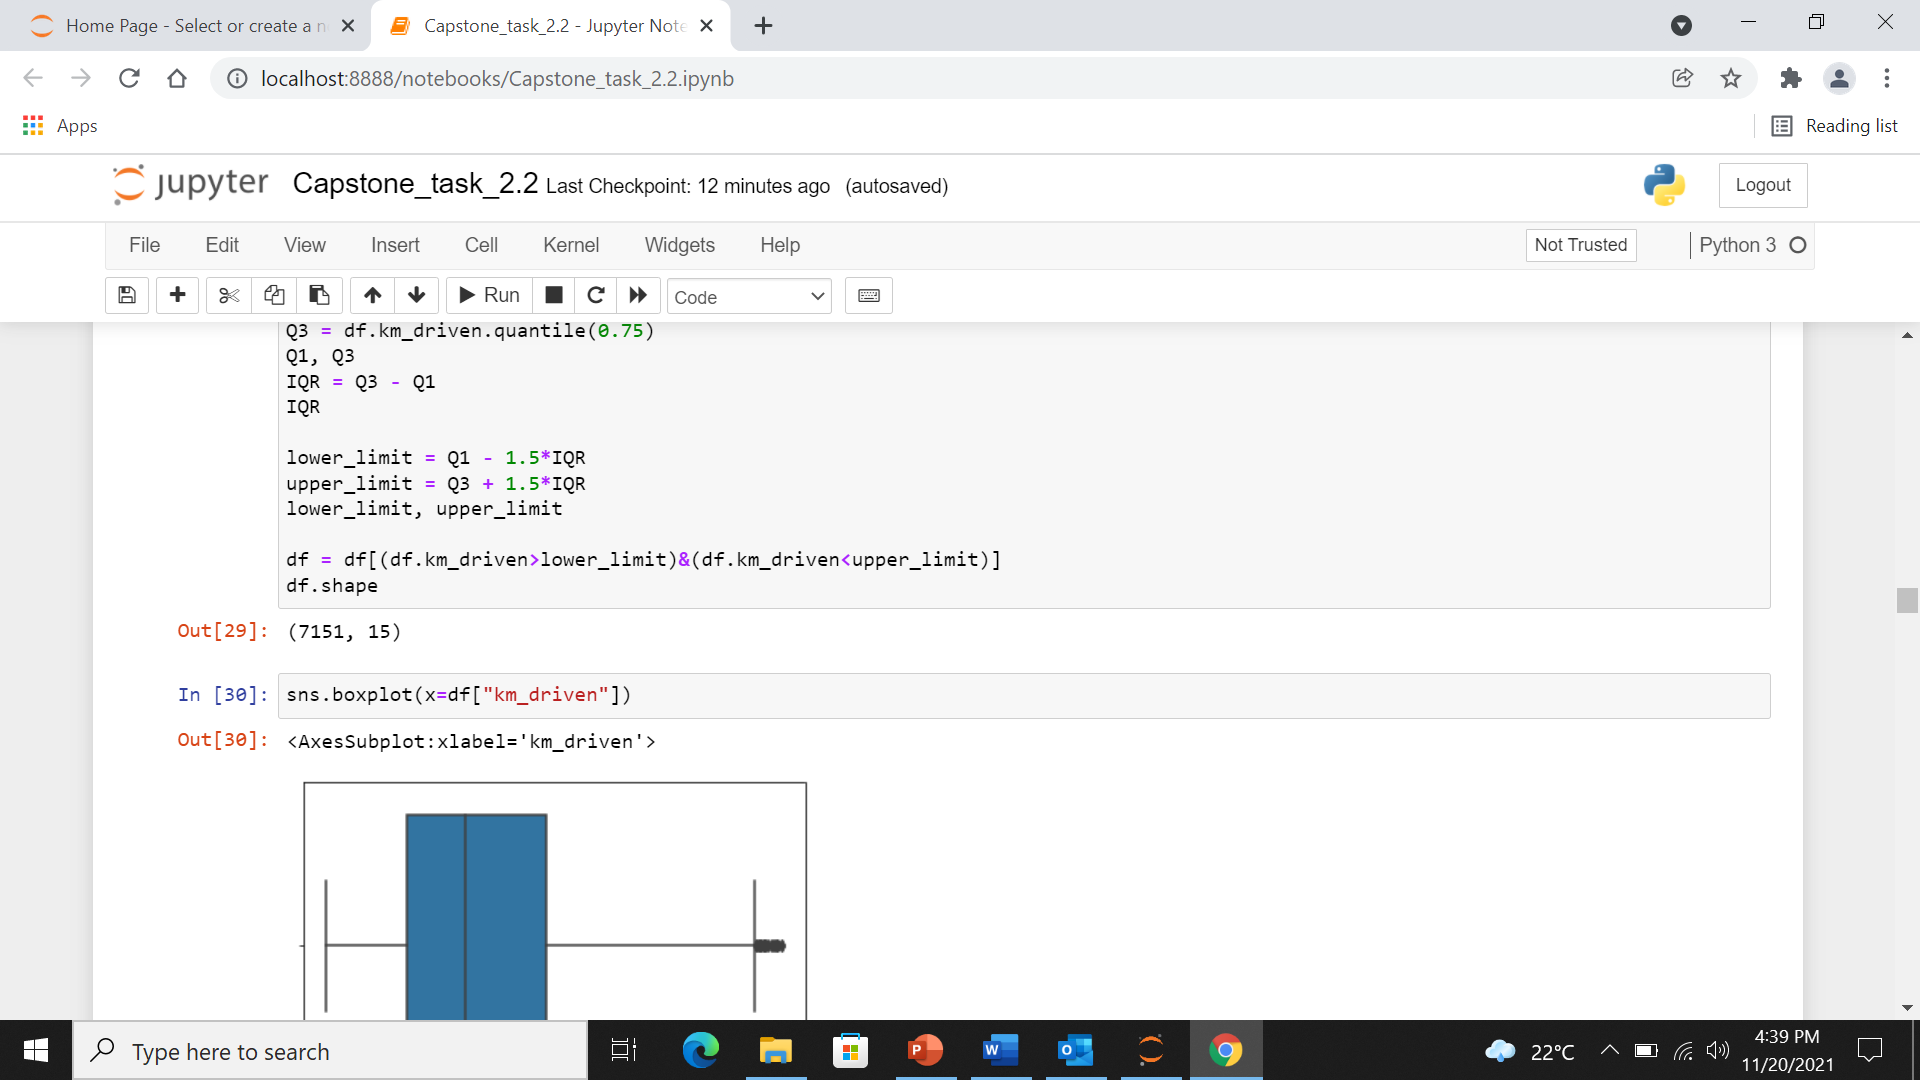 Home Page - Select or create a n
Capstone_task_2.2 - Jupyter Note
localhost:8888/notebooks/Capstone_task_2.2.ipynb
Apps
Reading list
jupyter Capstone_task_2.2 Last Checkpoint: 12 minutes ago (autosaved)
Logout
File Edit View Insert Cell Kernel Widgets Help
Not Trusted
Python 3
Run
Code
Q3 = df.km_driven.quantile(0.75)
Q1, Q3
IQR = Q3 - Q1
IQR
lower_limit = Q1 - 1.5*IQR
upper_limit = Q3 + 1.5*IQR
lower_limit, upper_limit
df = df[(df.km_driven>lower_limit)&(df.km_driven<upper_limit)]
df.shape
Out[29]: (7151, 15)
In [30]: sns.boxplot(x=df["km_driven"])
Out[30]: <AxesSubplot:xlabel='km_driven'>
Type here to search
P
W
O
22°C
4:39 PM
11/20/2021